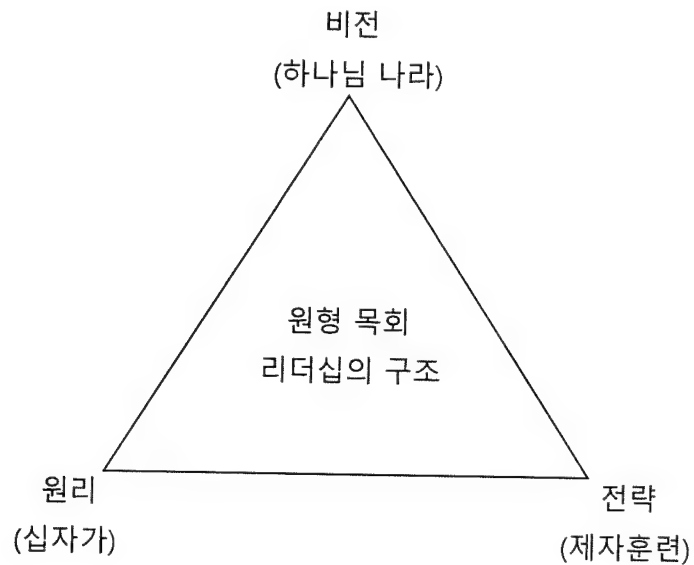 비전
(하나님 나라)
원형 목회
리더십의 구조
원리
(십자가)
전략
(제자훈련)